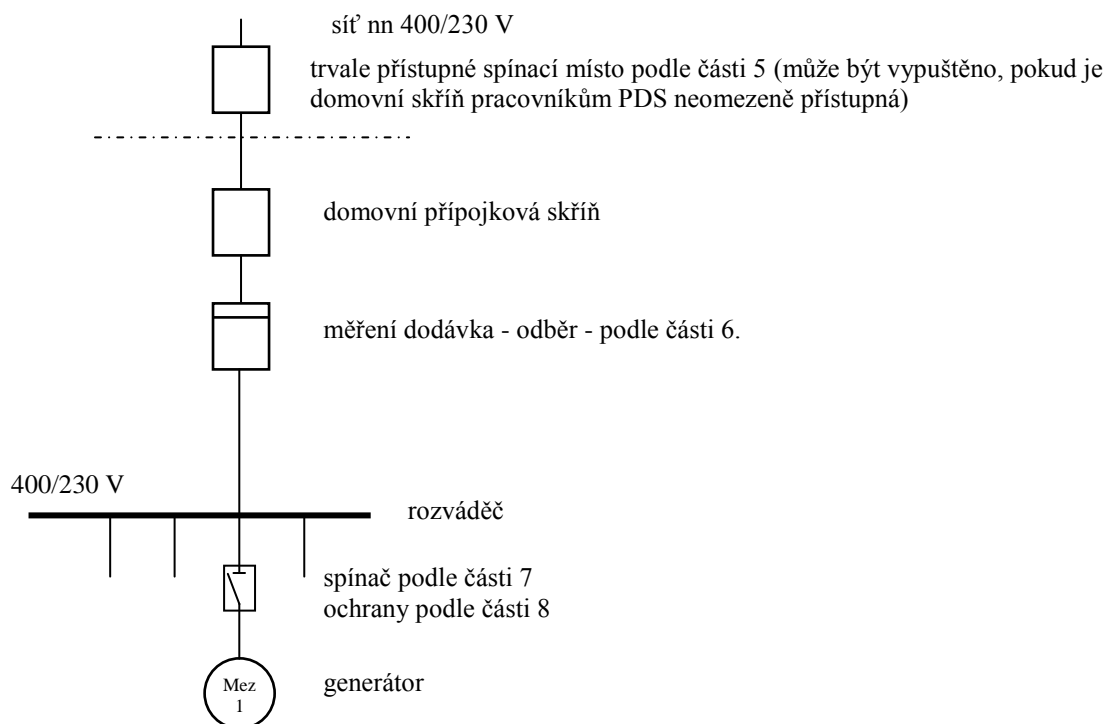 síť nn 400/230 V
trvale přístupné spínací místo podle části 5 (může být vypuštěno, pokud je
domovní skříň pracovníkům PDS neomezeně přístupná)
domovní přípojková skříň
měření dodávka - odběr - podle části 6.
400/230 V
rozváděč
spínač podle části 7
ochrany podle části 8
Mez
1
generátor